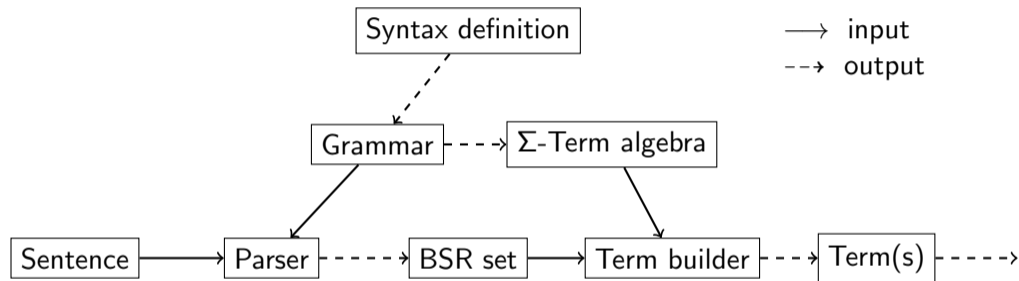 Syntax definition
input
output
Grammar
Σ-Term algebra
Sentence
Parser
BSR set
Term builder
Term(s)